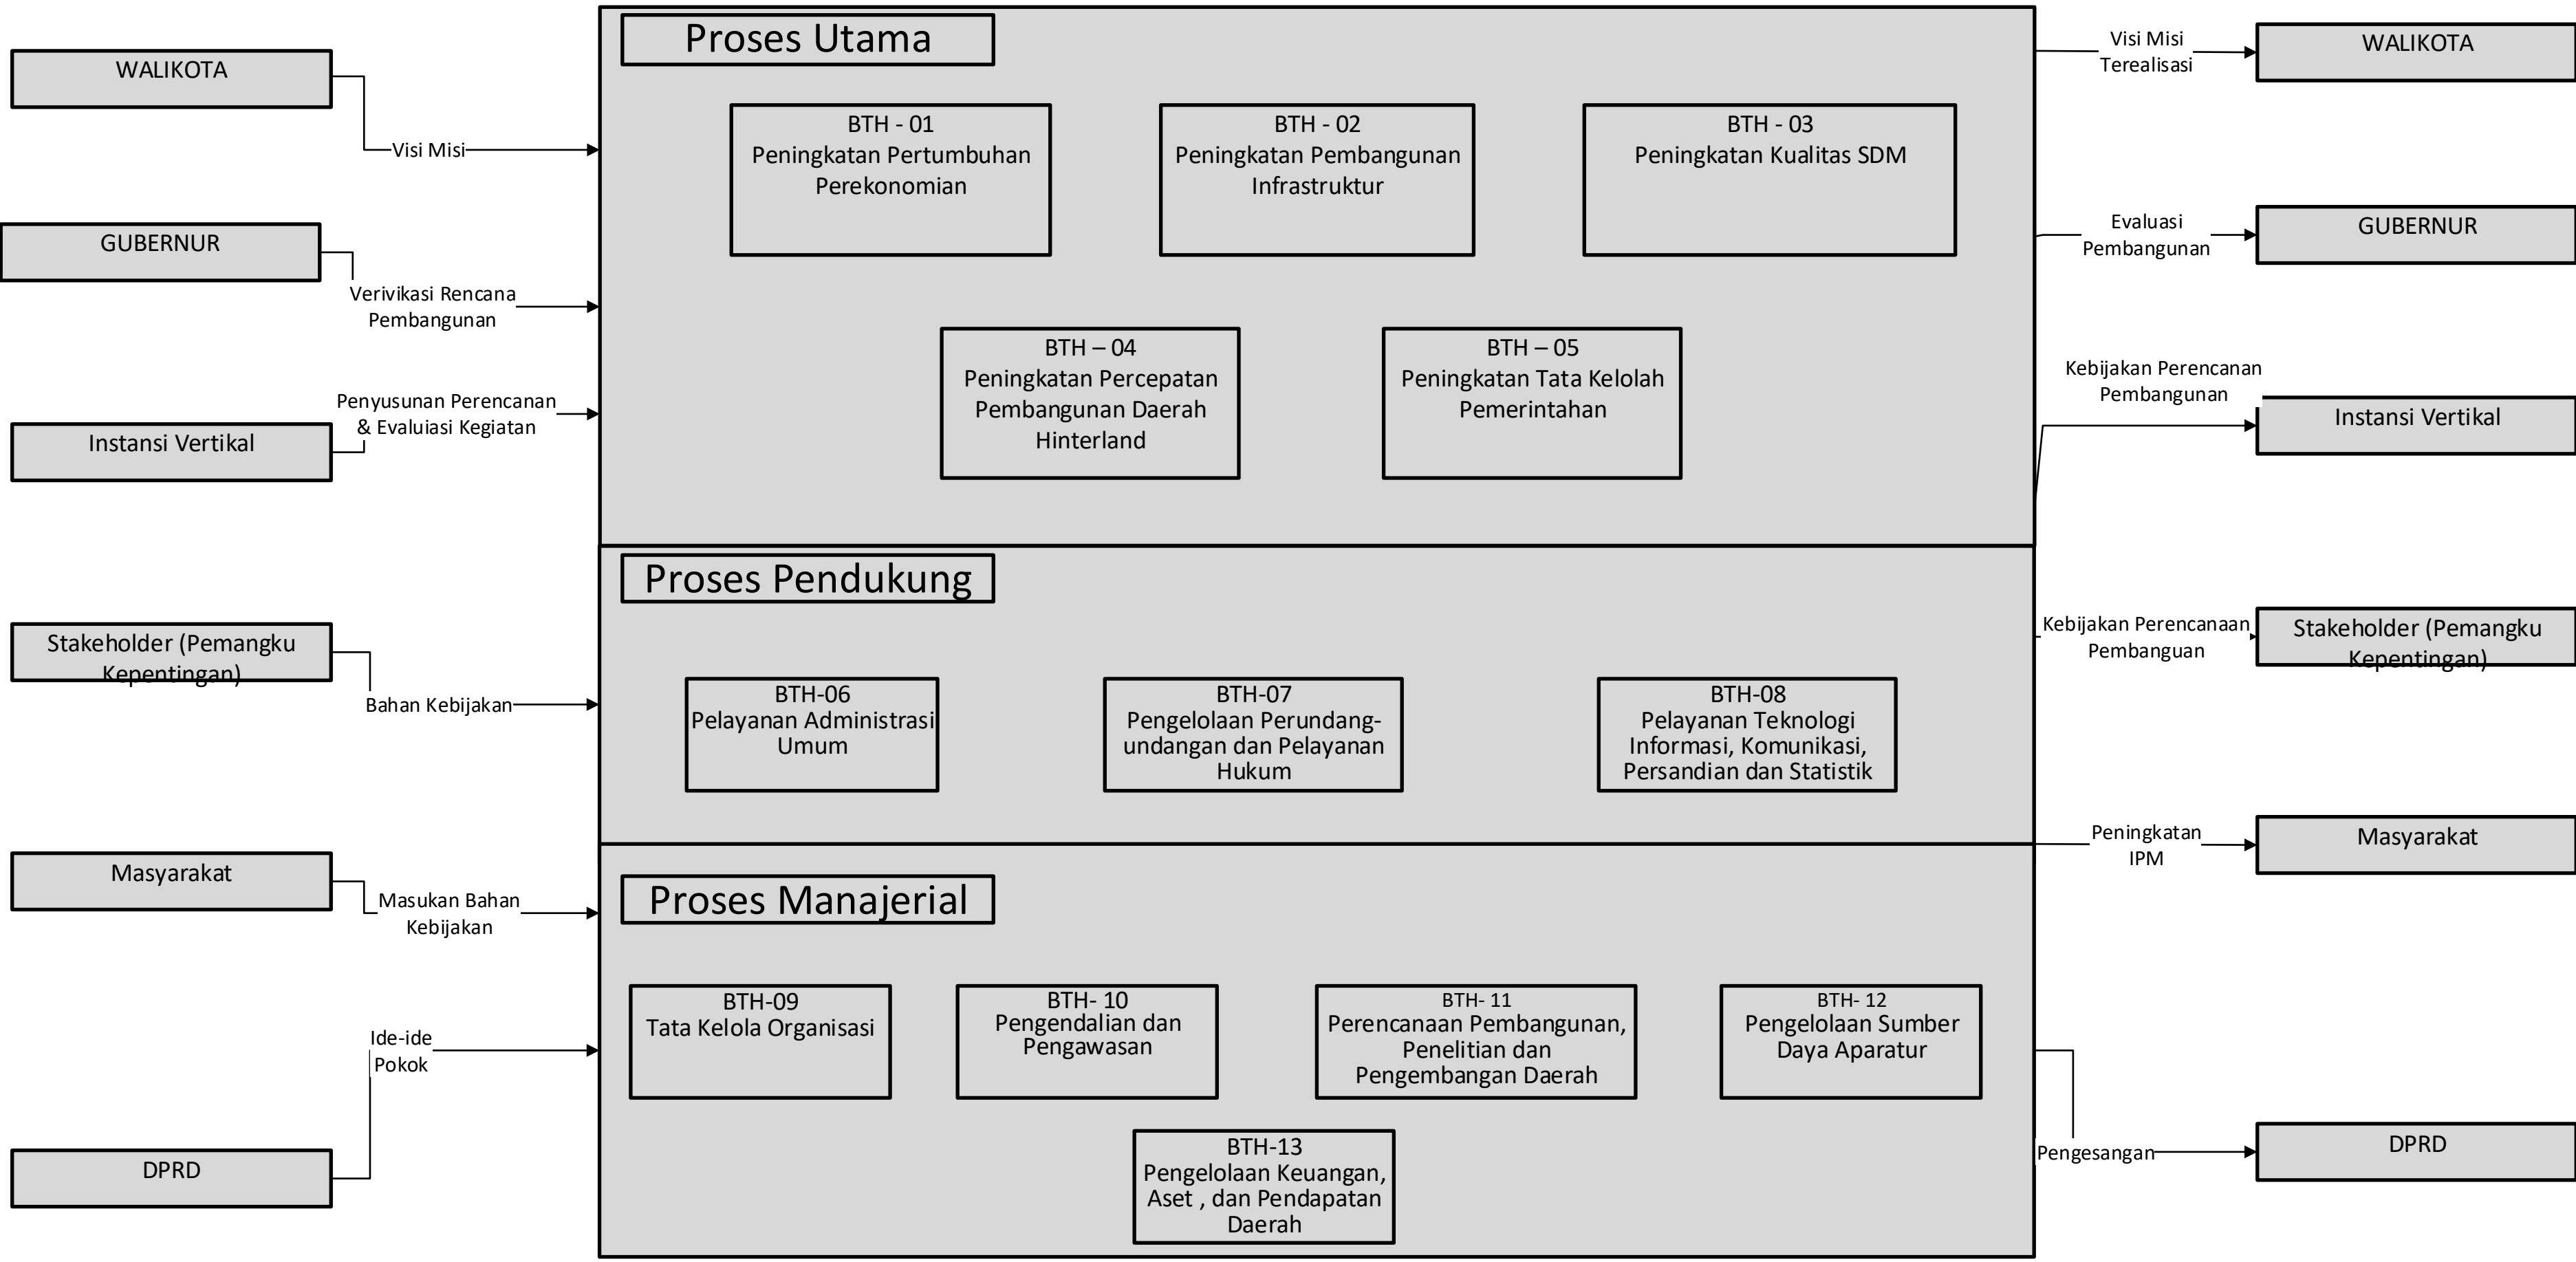 WALIKOTA
Visi Misi
GUBERNUR
Verivikasi Rencana
Pembangunan
Penyusunan Perencanan
& Evaluiasi Kegiatan
Instansi Vertikal
Stakeholder (Pemangku
Kepentingan)
Bahan Kebijakan
Masyarakat
Masukan Bahan
Kebijakan
Ide-ide
Pokok
DPRD
Proses Utama
BTH - 01
Peningkatan Pertumbuhan
Perekonomian
BTH - 02
Peningkatan Pembangunan
Infrastruktur
BTH - 03
Peningkatan Kualitas SDM
BTH – 04
Peningkatan Percepatan
Pembangunan Daerah
Hinterland
BTH – 05
Peningkatan Tata Kelolah
Pemerintahan
Proses Pendukung
BTH-06
Pelayanan Administrasi
Umum
BTH-07
Pengelolaan Perundang-
undangan dan Pelayanan
Hukum
BTH-08
Pelayanan Teknologi
Informasi, Komunikasi,
Persandian dan Statistik
Proses Manajerial
BTH-09
Tata Kelola Organisasi
BTH- 10
Pengendalian dan
Pengawasan
BTH- 11
Perencanaan Pembangunan,
Penelitian dan
Pengembangan Daerah
BTH- 12
Pengelolaan Sumber
Daya Aparatur
BTH-13
Pengelolaan Keuangan,
Aset , dan Pendapatan
Daerah
Visi Misi
Terealisasi
WALIKOTA
Evaluasi
Pembangunan
GUBERNUR
Kebijakan Perencanan
Pembangunan
Instansi Vertikal
Kebijakan Perencanaan
Pembanguan
Stakeholder (Pemangku
Kepentingan)
Peningkatan
IPM
Masyarakat
Pengesangan
DPRD